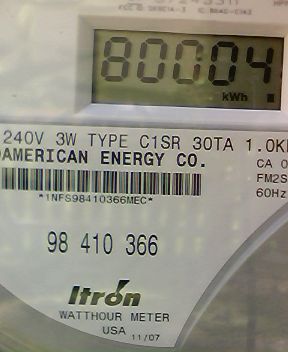 80004
kWh
240V 3W TYPE C1SR 30TA 1.0K
AMERICAN ENERGY CO.
CA
FM2S
60Hz
*1NFS98410366MEC*
98 410 366
Itrón
WATTHOUR METER
USA 11/07